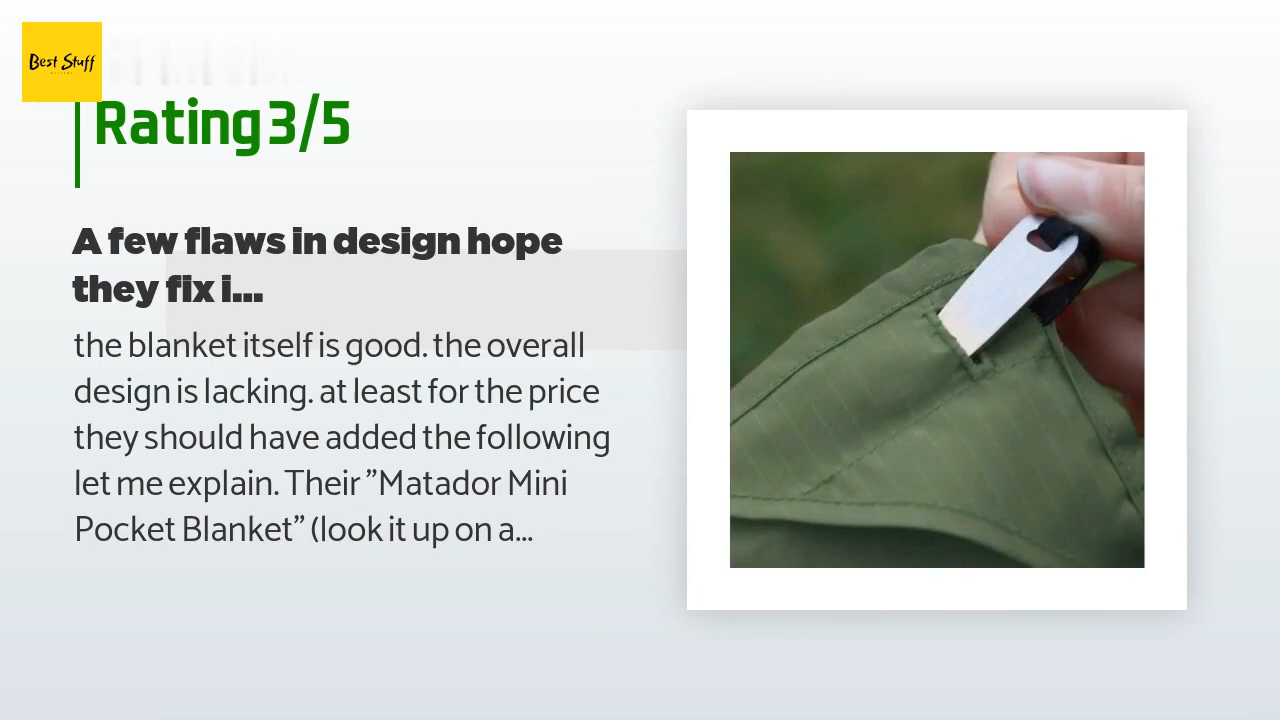 Best Stuff
Rating 3/5
A few flaws in design hope
they fix i...
the blanket itself is good. the overall
design is lacking. at least for the price
they should have added the following
let me explain. Their ”Matador Mini
Pocket Blanket” (look it up on a...